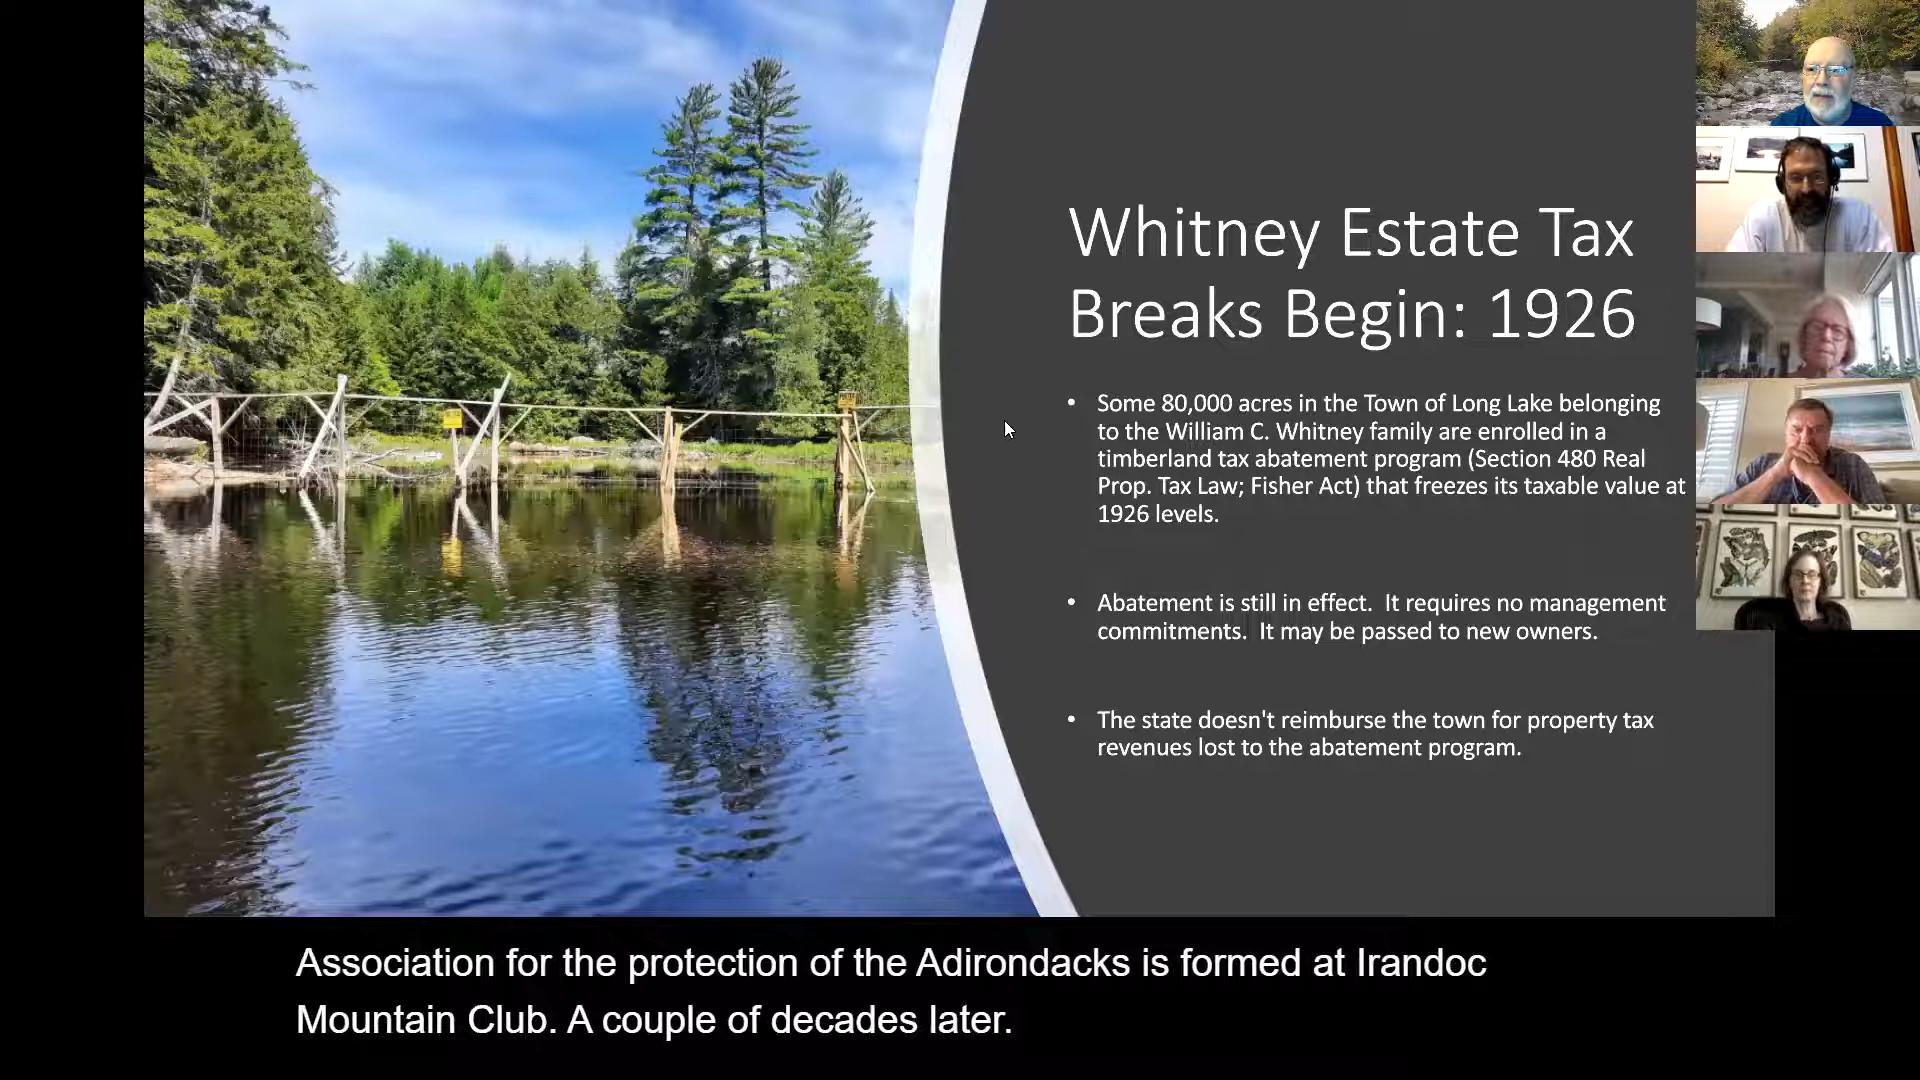 Whitney Estate Tax
Breaks Begin: 1926
• Some 80,000 acres in the Town of Long Lake belonging
to the William C. Whitney family are enrolled in a
timberland tax abatement program (Section 480 Real
Prop. Tax Law; Fisher Act) that freezes its taxable value at
1926 levels.
• Abatement is still in effect.  It requires no management
commitments.  It may be passed to new owners.
• The state doesn't reimburse the town for property tax
revenues lost to the abatement program.
Association for the protection of the Adirondacks is formed at Irandoc
Mountain Club. A couple of decades later.